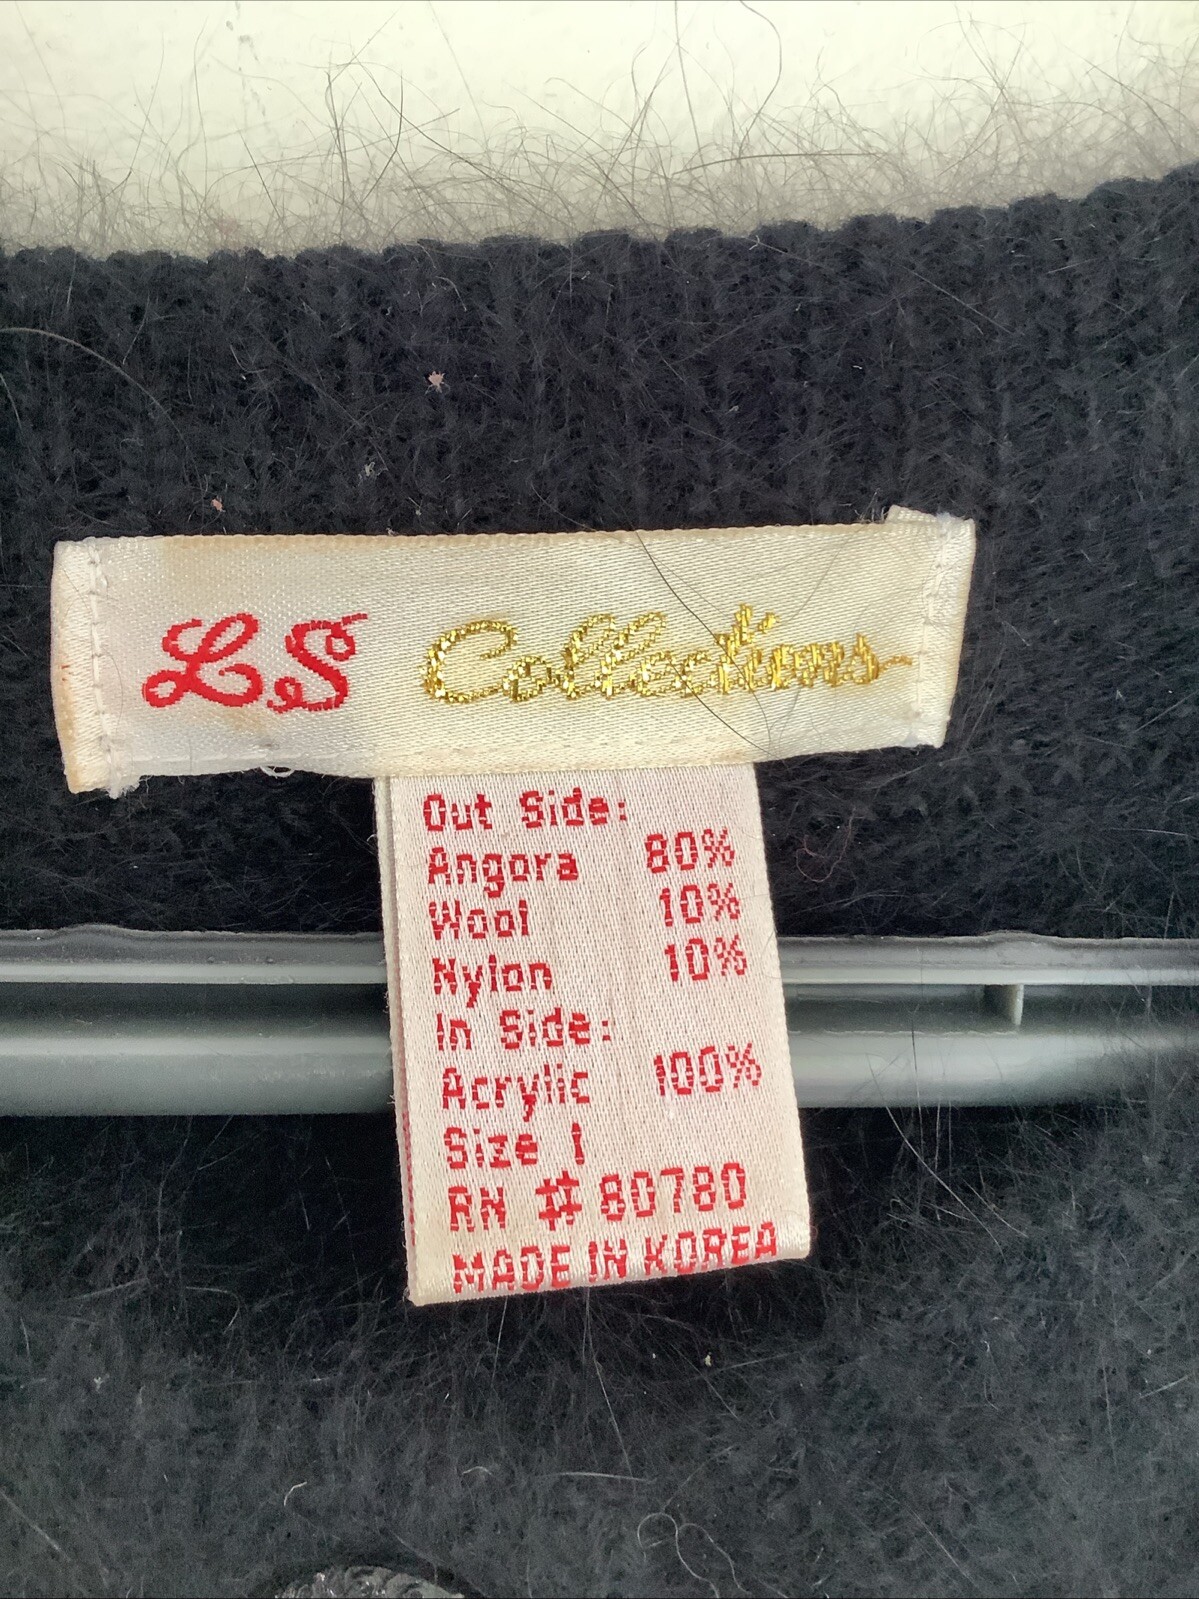 LS Collections
Out Side:
Angora 80%
Wool 10%
Nylon 10%
In Side:
Acrylic 100%
Size 1
RN # 80780
MADE IN KOREA